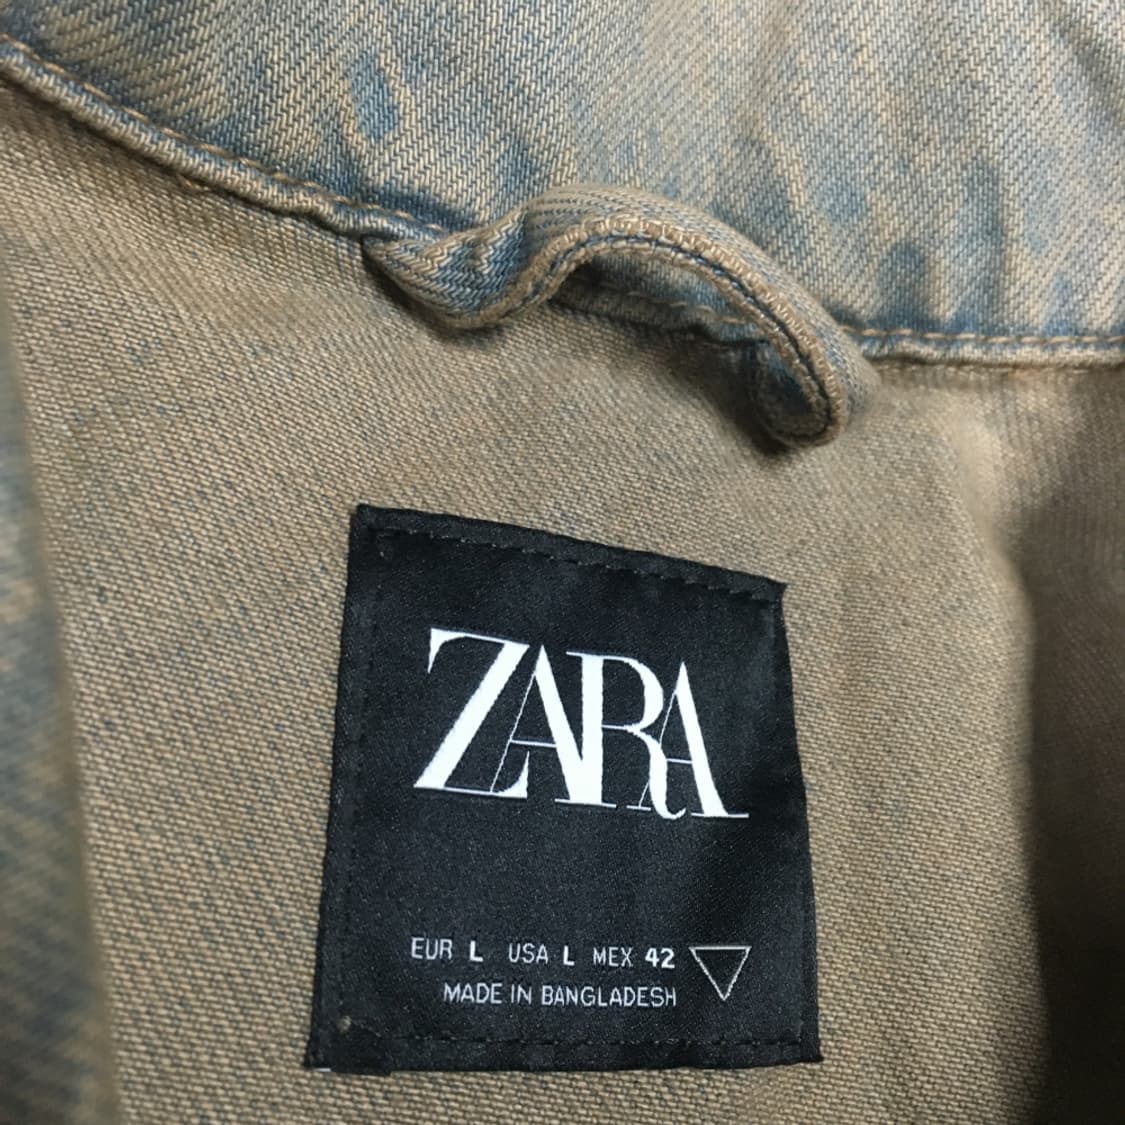 ZARA
EUR L USA L MEX 42
MADE IN BANGLADESH